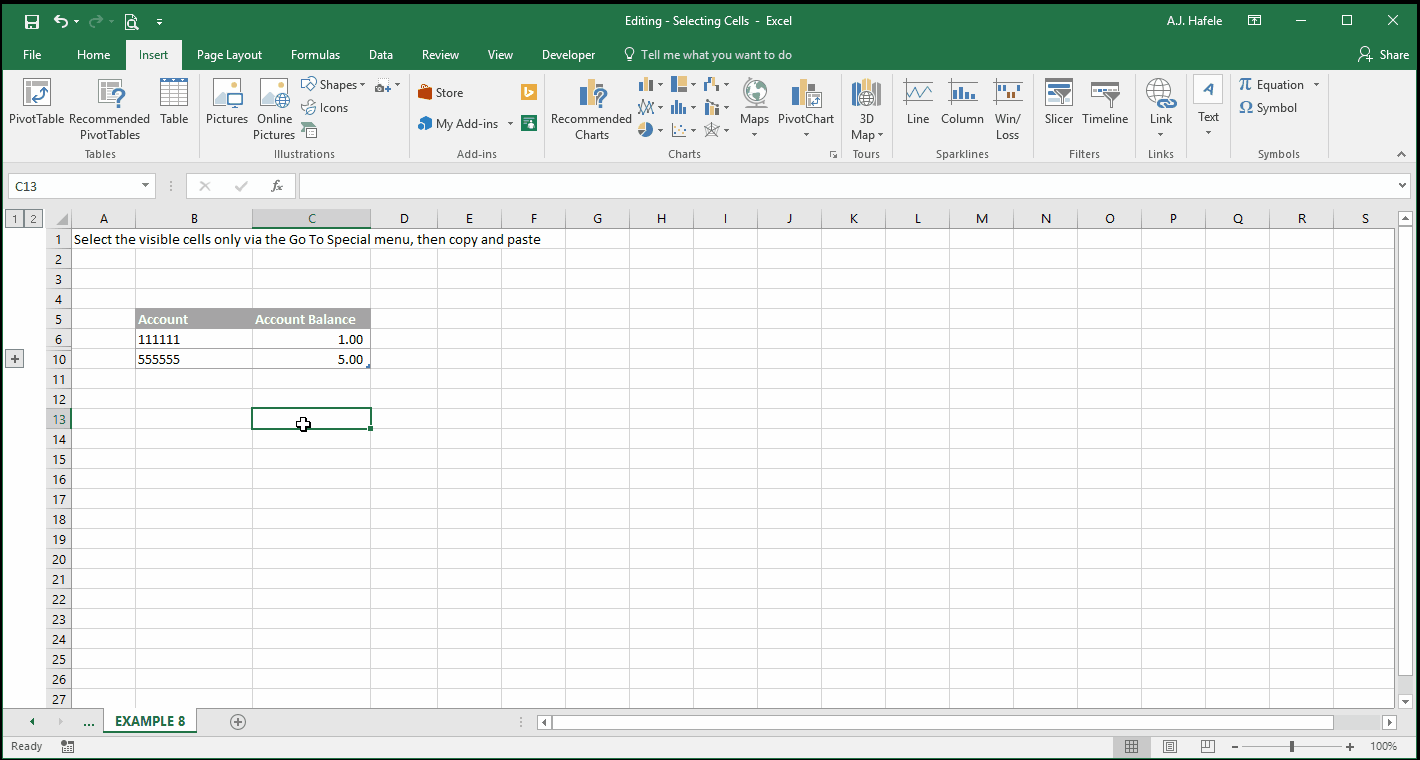 Editing - Selecting Cells - Excel
A.J. Hafele
File Home Insert Page Layout Formulas Data Review View Developer Tell me what you want to do Share
PivotTable
Recommended
PivotTables
Table
Tables
Pictures
Online
Pictures
Shapes
Icons
Illustrations
Store
My Add-ins
Add-ins
Recommended
Charts
Maps
PivotChart
Charts
3D
Map
Tours
Line
Column
Win/
Loss
Sparklines
Slicer
Timeline
Filters
Link
Links
A
Text
π Equation
Ω Symbol
Symbols
C13
fx
1 2
A B C D E F G H I J K L M N O P Q R S
1 Select the visible cells only via the Go To Special menu, then copy and paste
2
3
4
5 Account Account Balance
6 111111 1.00
+ 10 555555 5.00
11
12
13
14
15
16
17
18
19
20
21
22
23
24
25
26
27
... EXAMPLE 8
Ready
100%